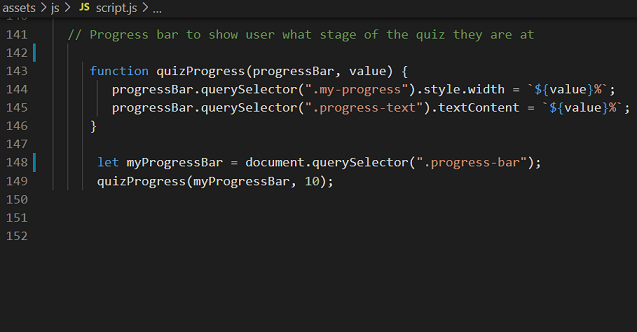 assets > js > JS script.js > ...
141 // Progress bar to show user what stage of the quiz they are at
142
143 function quizProgress(progressBar, value) {
144 progressBar.querySelector(".my-progress").style.width = `${value}%`;
145 progressBar.querySelector(".progress-text").textContent = `${value}%`;
146 }
147
148 let myProgressBar = document.querySelector(".progress-bar");
149 quizProgress(myProgressBar, 10);
150
151
152